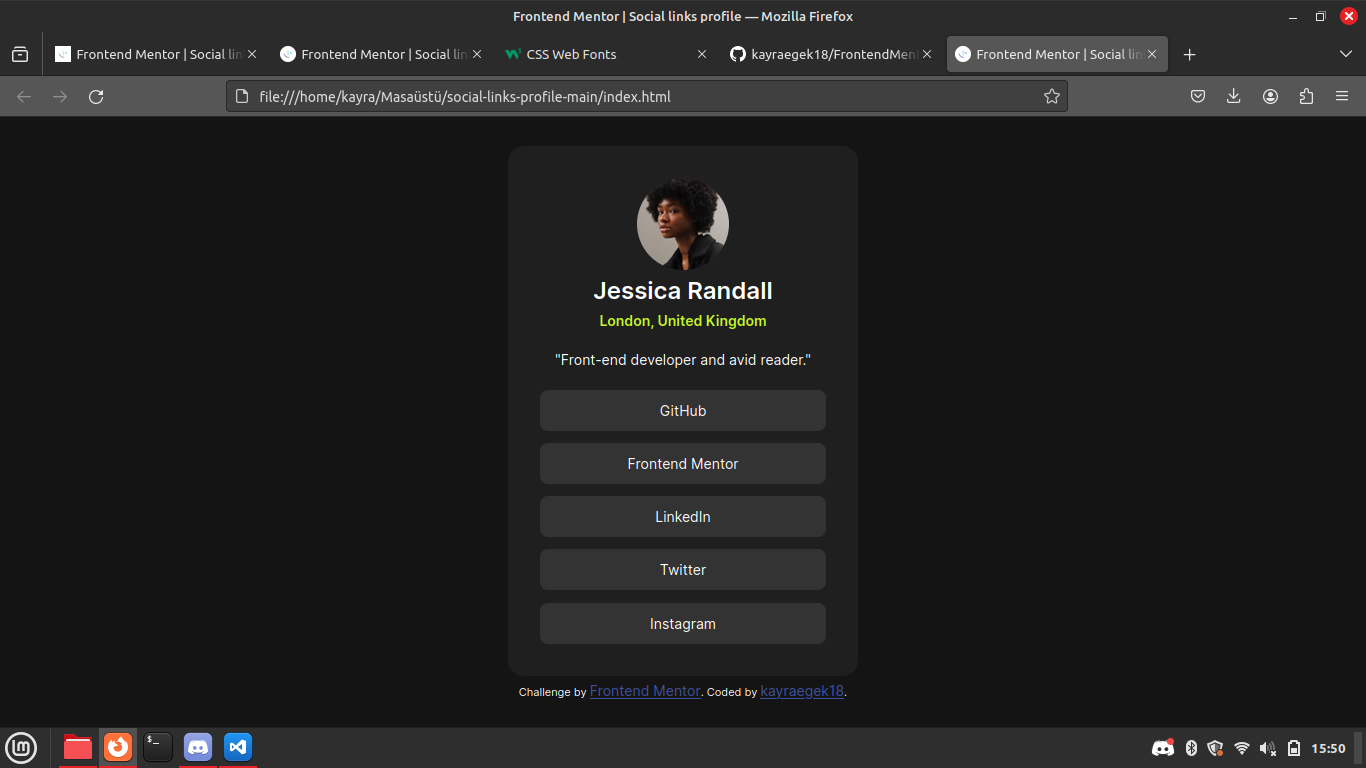 Frontend Mentor | Social links profile — Mozilla Firefox
Frontend Mentor | Social lin
Frontend Mentor | Social lin
W3 CSS Web Fonts
kayraegek18/FrontendMen
Frontend Mentor | Social lin
file:///home/kayra/Masaüstü/social-links-profile-main/index.html
Jessica Randall
London, United Kingdom
"Front-end developer and avid reader."
GitHub
Frontend Mentor
LinkedIn
Twitter
Instagram
Challenge by Frontend Mentor. Coded by kayraegek18.
$_
15:50